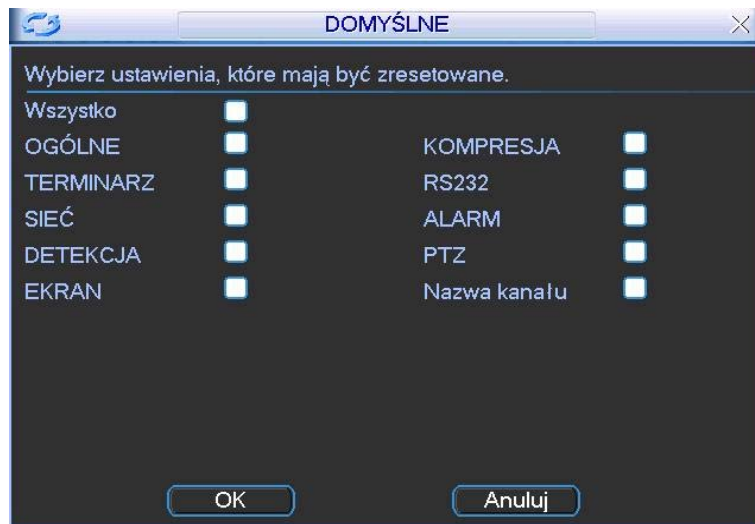 DOMYŚLNE
Wybierz ustawienia, które mają być zresetowane.
Wszystko
OGÓLNE KOMPRESJA
TERMINARZ RS232
SIEĆ ALARM
DETEKCJA PTZ
EKRAN Nazwa kanału
OK Anuluj